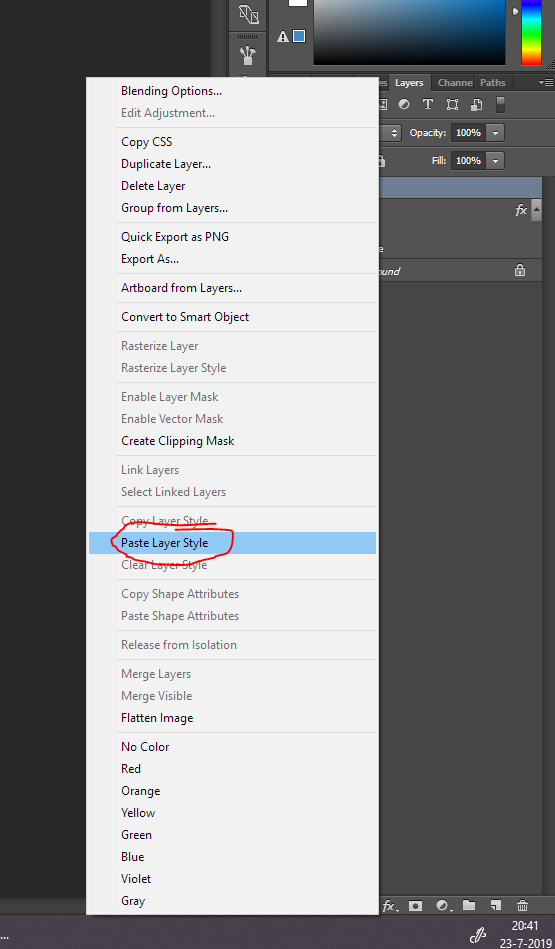 es
Layers
Channe
Paths
T
Opacity:
100%
Fill:
100%
fx
e
ound
Blending Options...
Edit Adjustment...
Copy CSS
Duplicate Layer...
Delete Layer
Group from Layers...
Quick Export as PNG
Export As...
Artboard from Layers...
Convert to Smart Object
Rasterize Layer
Rasterize Layer Style
Enable Layer Mask
Enable Vector Mask
Create Clipping Mask
Link Layers
Select Linked Layers
Copy Layer Style
Paste Layer Style
Clear Layer Style
Copy Shape Attributes
Paste Shape Attributes
Release from Isolation
Merge Layers
Merge Visible
Flatten Image
No Color
Red
Orange
Yellow
Green
Blue
Violet
Gray
fx
...
20:41
23-7-2019